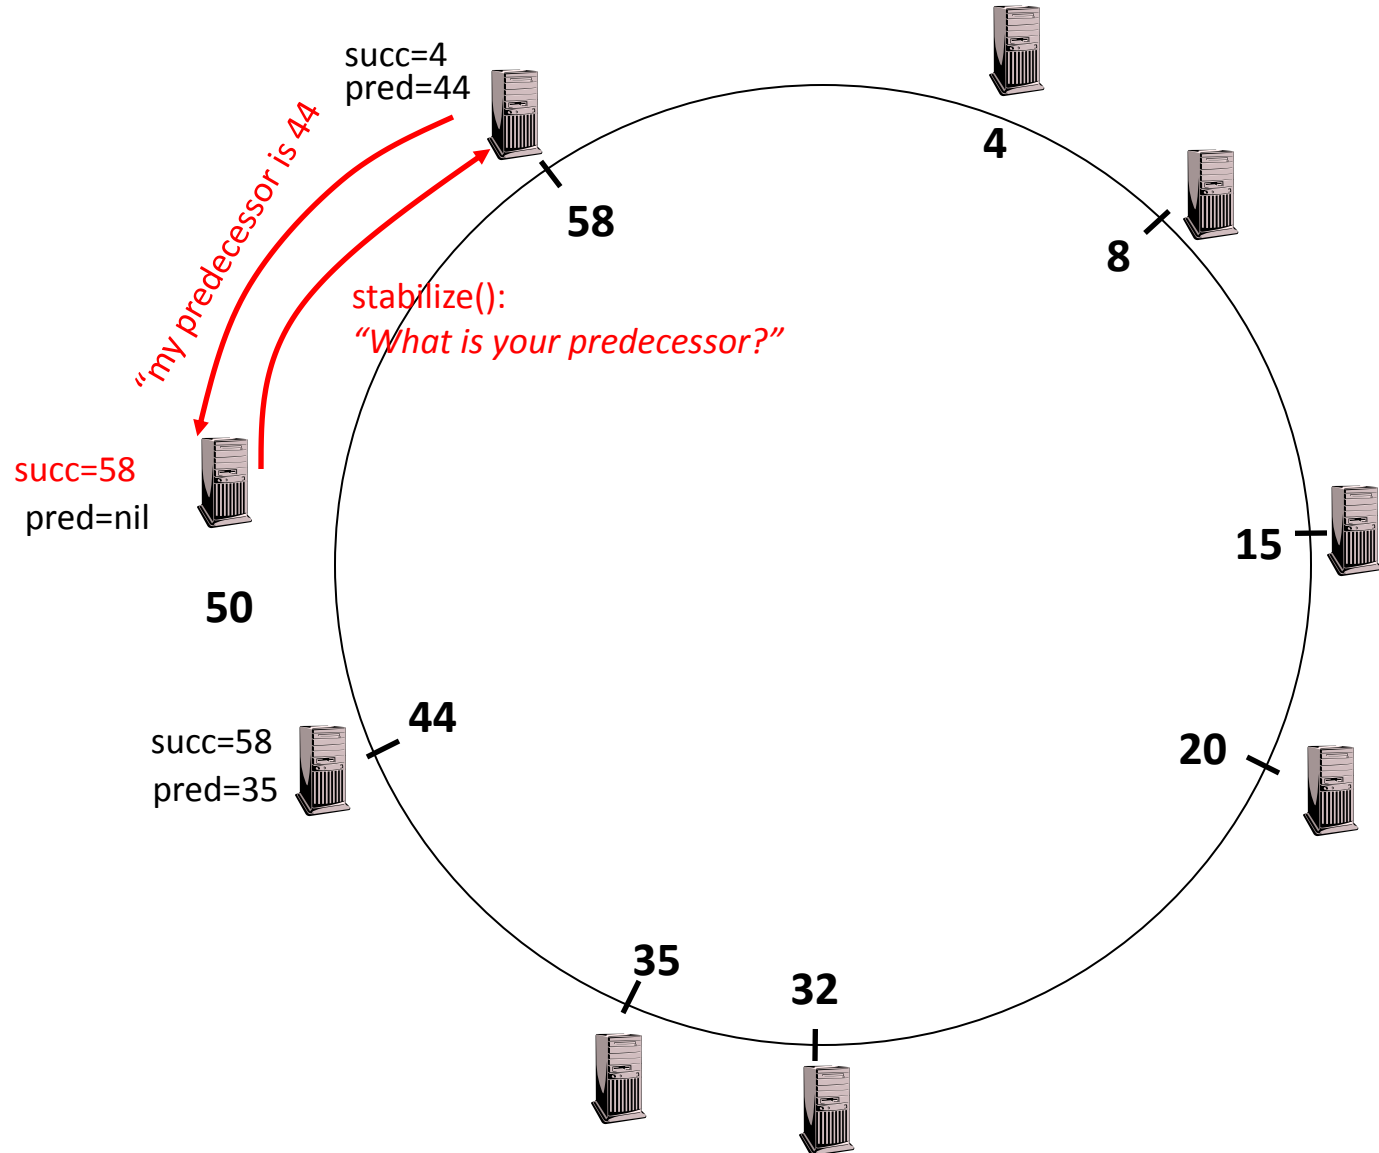 succ=4
pred=44
4
8
58
“my predecessor is 44
stabilize():
“What is your predecessor?”
succ=58
pred=nil
50
15
44
succ=58
pred=35
20
35
32